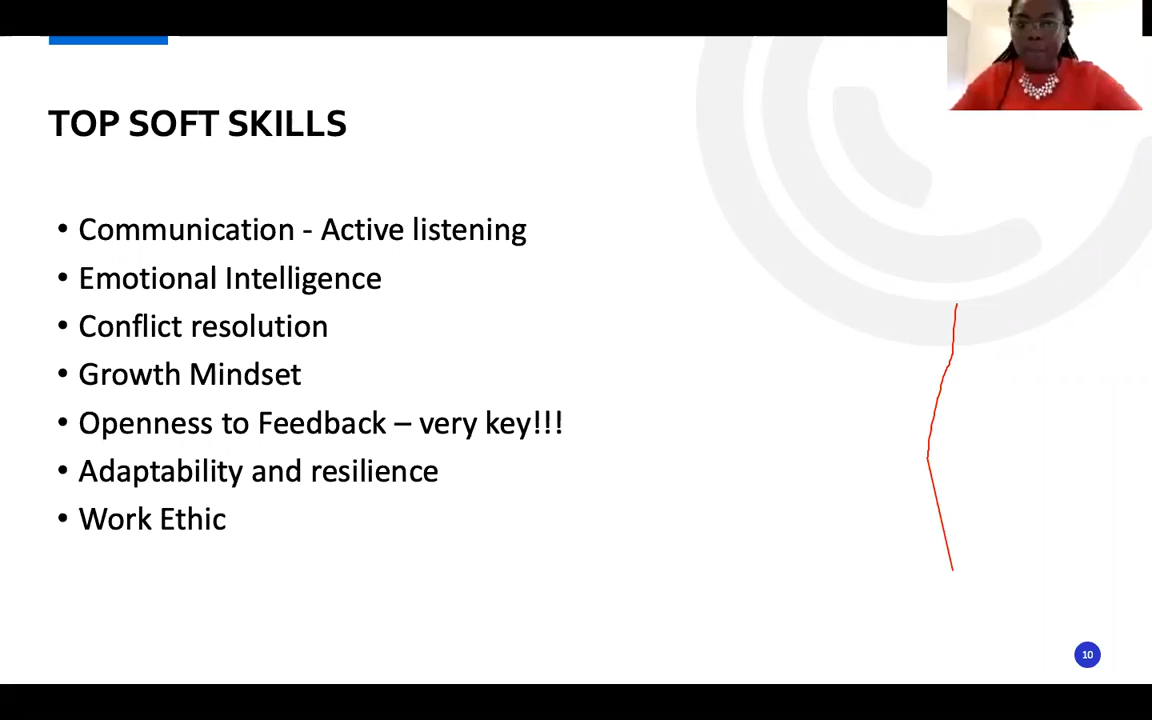 TOP SOFT SKILLS
• Communication - Active listening
• Emotional Intelligence
• Conflict resolution
• Growth Mindset
• Openness to Feedback – very key!!!
• Adaptability and resilience
• Work Ethic
10